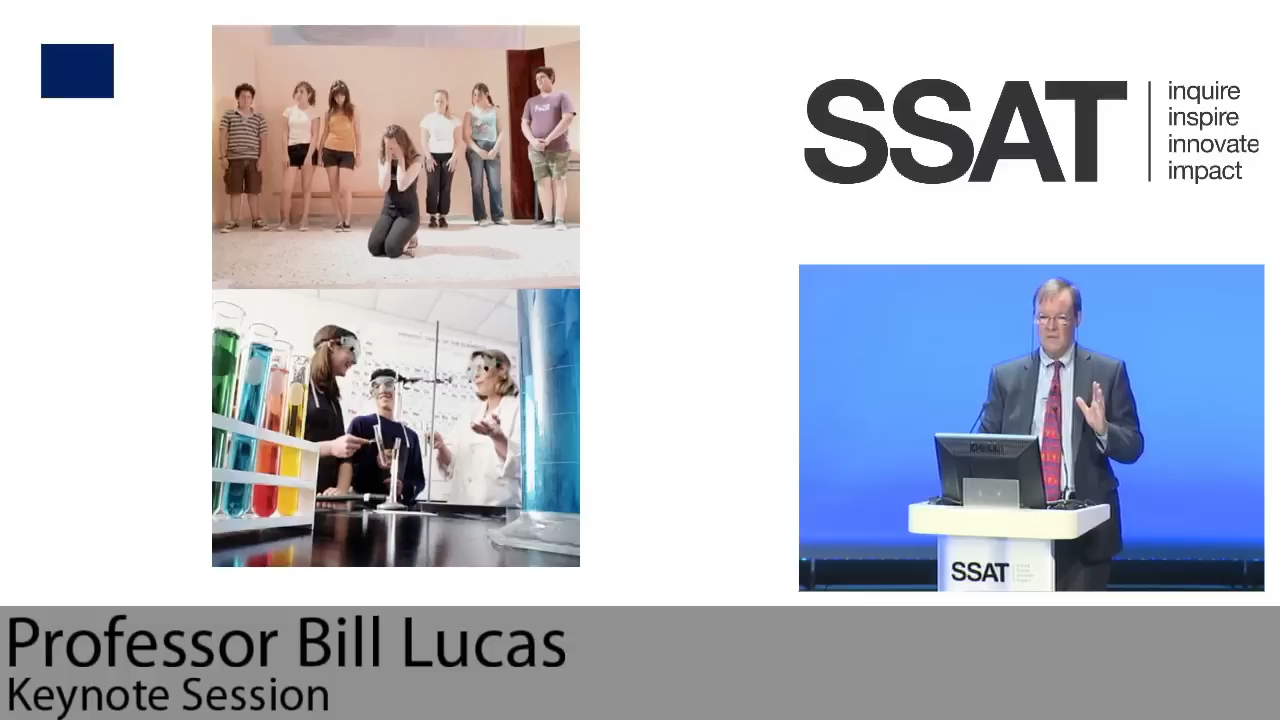 SSAT
inquire
inspire
innovate
impact
SSAT
Professor Bill Lucas
Keynote Session